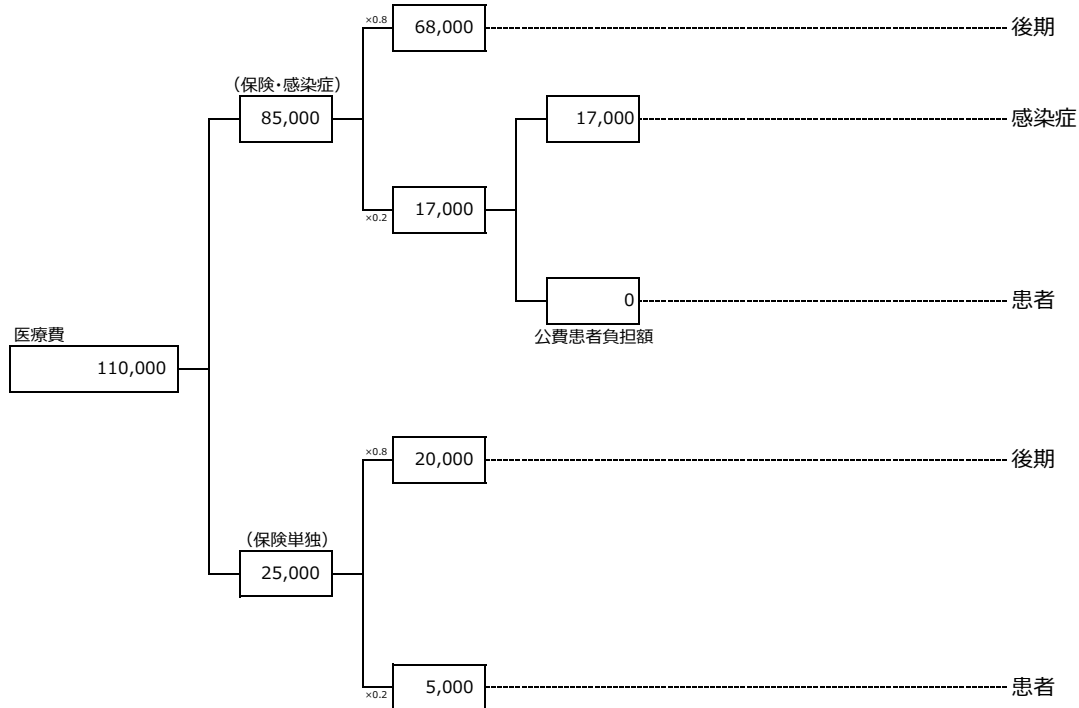 ×0.8
68,000
後期
(保険・感染症)
85,000
17,000
感染症
×0.2
17,000
0
患者
公費患者負担額
医療費
110,000
×0.8
20,000
後期
(保険単独)
25,000
×0.2
5,000
患者